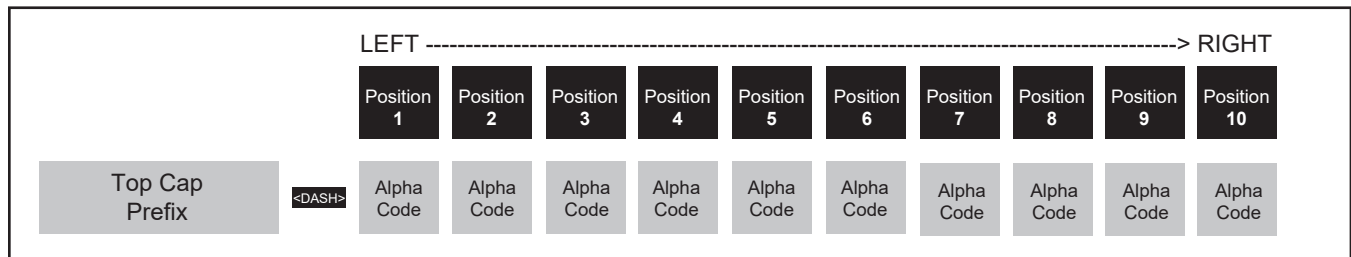 LEFT ----------------------------------------------------------------------------------------------> RIGHT
Position Position Position Position Position Position Position Position Position Position
1 2 3 4 5 6 7 8 9 10
Top Cap <DASH> Alpha Alpha Alpha Alpha Alpha Alpha Alpha Alpha Alpha Alpha
Prefix Code Code Code Code Code Code Code Code Code Code